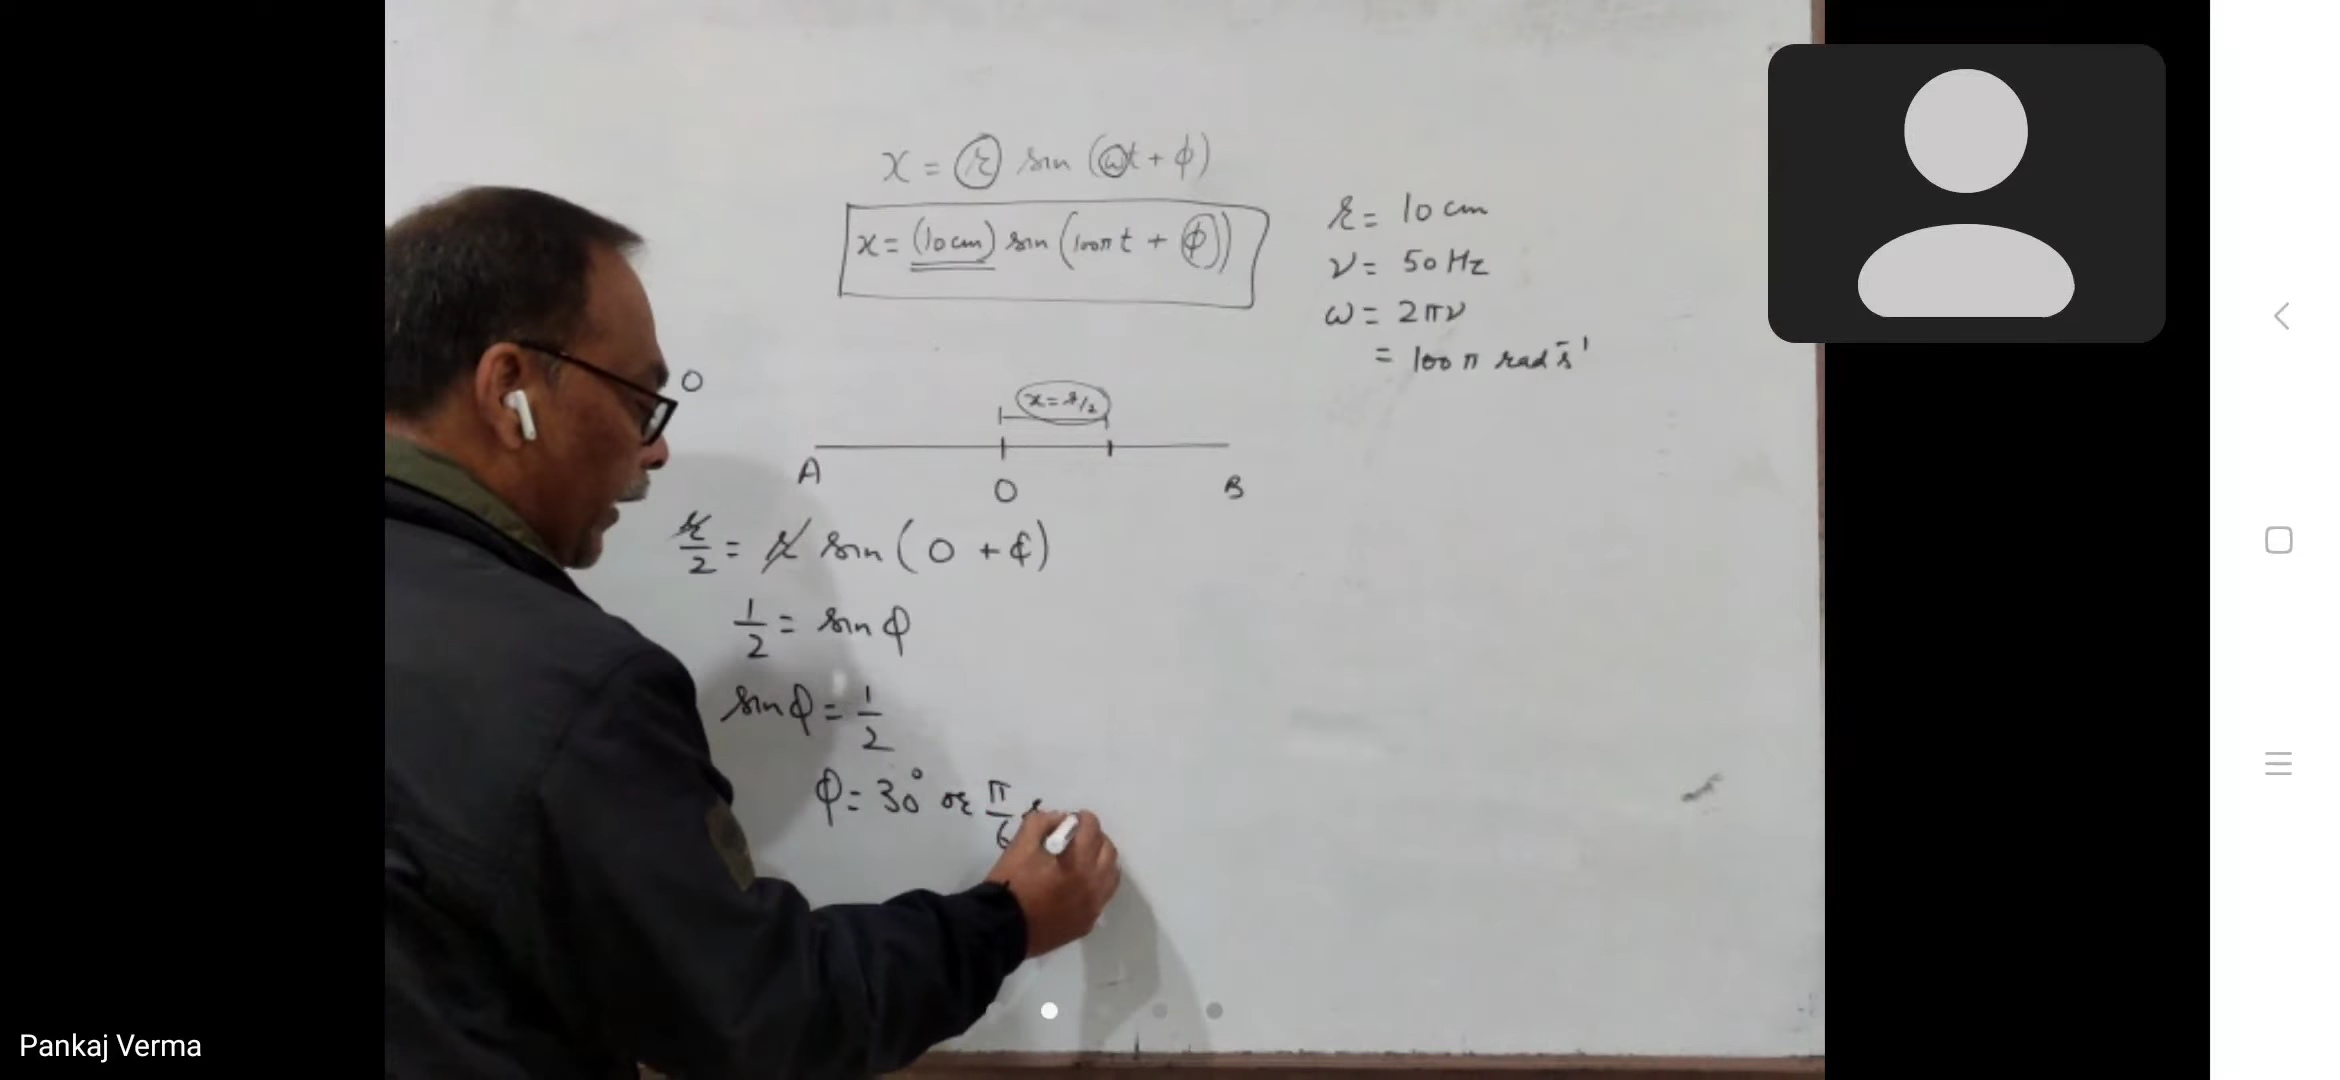 x = r sin (ωt + ϕ)
x = (10 cm) sin (100π t + ϕ)
r = 10 cm
ν = 50 Hz
ω = 2πν
= 100 π rad s⁻¹
O
x = r/2
A O B
r/2 = r sin ( 0 + ϕ)
1/2 = sin ϕ
sin ϕ = 1/2
ϕ = 30° or π/6
Pankaj Verma